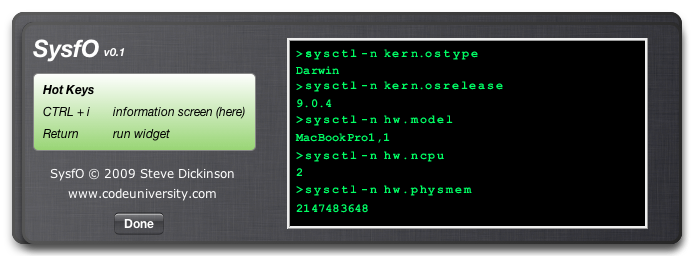 SysfO v0.1
Hot Keys
CTRL + i information screen (here)
Return run widget
SysfO © 2009 Steve Dickinson
www.codeuniversity.com
Done
>sysctl -n kern.ostype
Darwin
>sysctl -n kern.osrelease
9.0.4
>sysctl -n hw.model
MacBookPro1,1
>sysctl -n hw.ncpu
2
>sysctl -n hw.physmem
2147483648